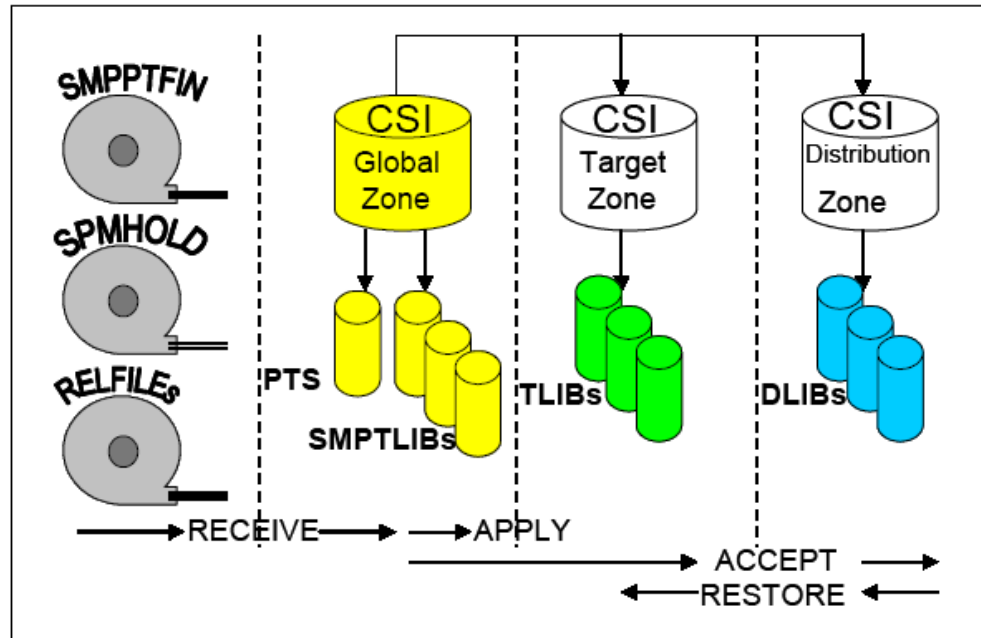 SMPPTFIN
SPMHOLD
RELFILEs
CSI
Global
Zone
PTS
SMPTLIBs
CSI
Target
Zone
TLIBs
CSI
Distribution
Zone
DLIBs
RECEIVE
APPLY
ACCEPT
RESTORE